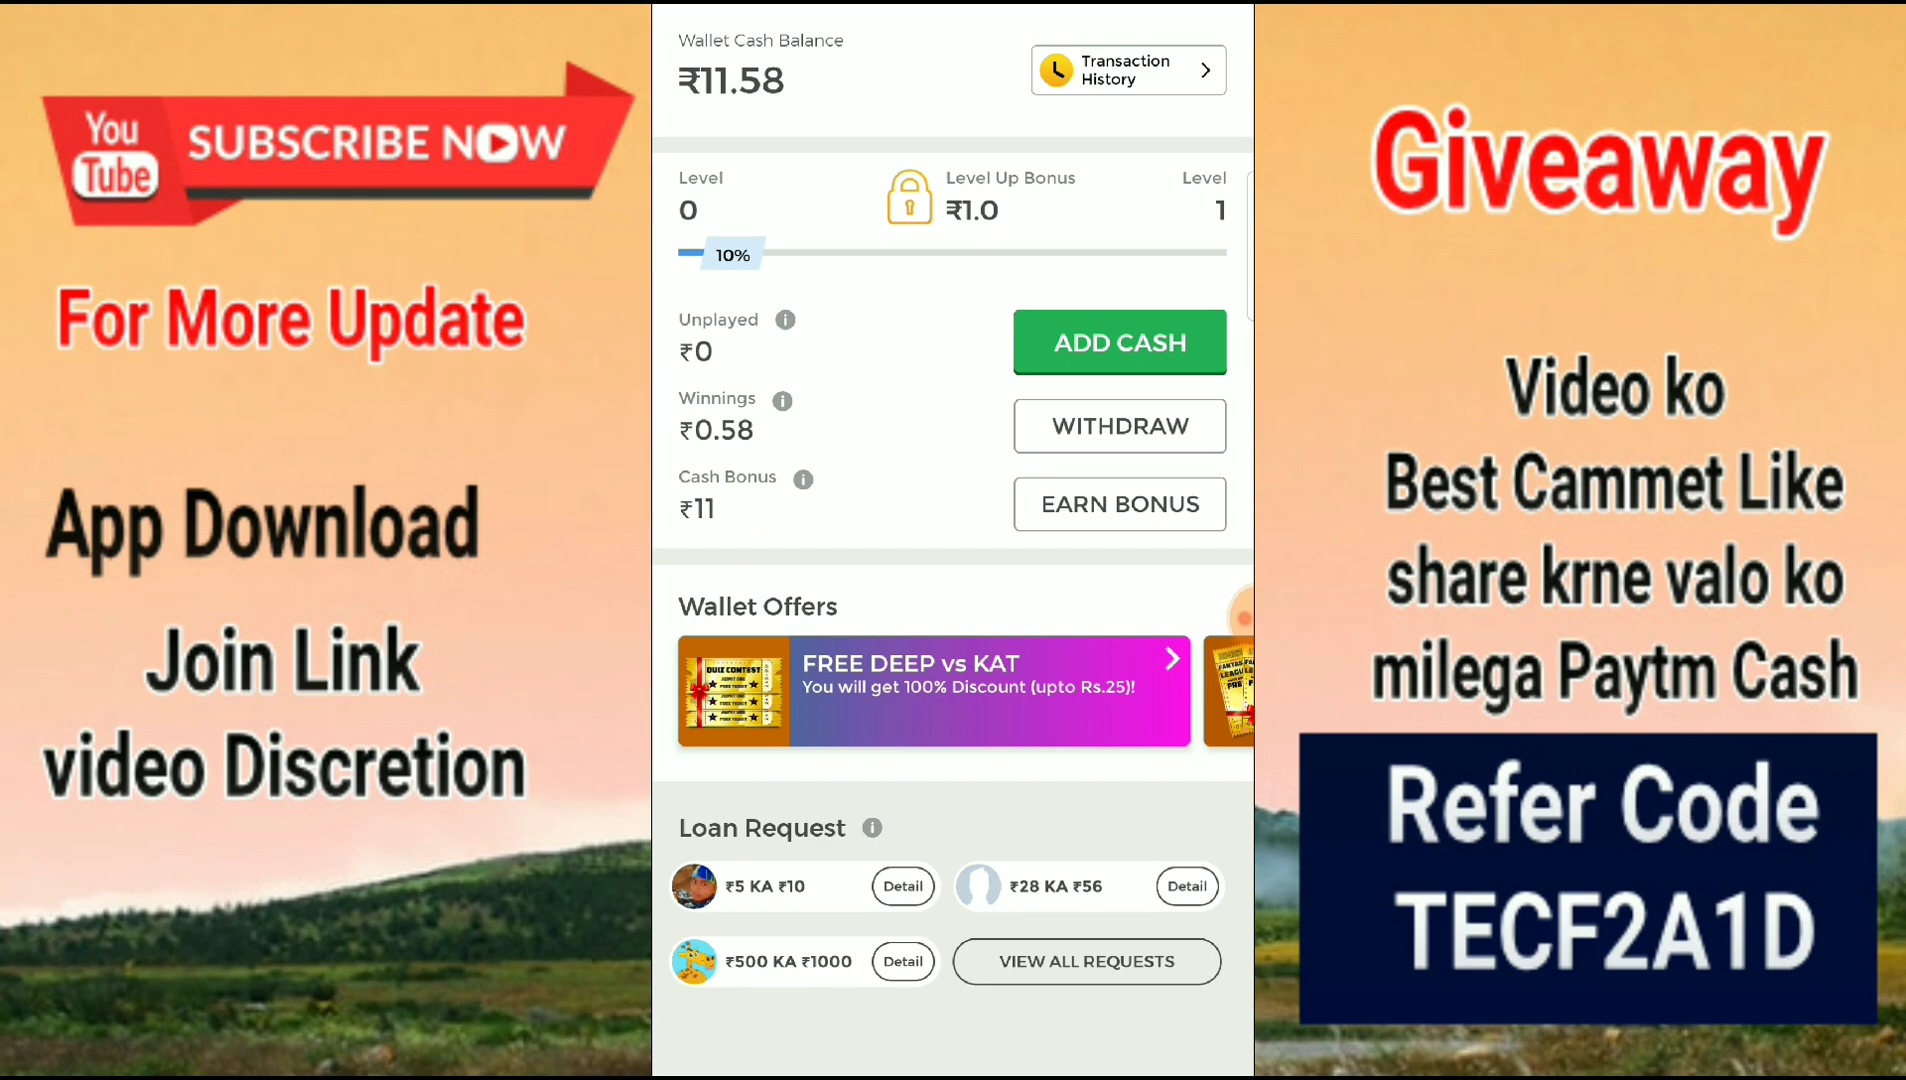 You
Tube
SUBSCRIBE NOW
For More Update
App Download
Join Link
video Discretion
Wallet Cash Balance
₹11.58
Transaction
History
Level
0
Level Up Bonus
₹1.0
Level
1
10%
Unplayed
₹0
ADD CASH
Winnings
₹0.58
WITHDRAW
Cash Bonus
₹11
EARN BONUS
Wallet Offers
QUIZ CONTEST
FREE DEEP vs KAT
You will get 100% Discount (upto Rs.25)!
Loan Request
₹5 KA ₹10
Detail
₹28 KA ₹56
Detail
₹500 KA ₹1000
Detail
VIEW ALL REQUESTS
Giveaway
Video ko
Best Cammet Like
share krne valo ko
milega Paytm Cash
Refer Code
TECF2A1D